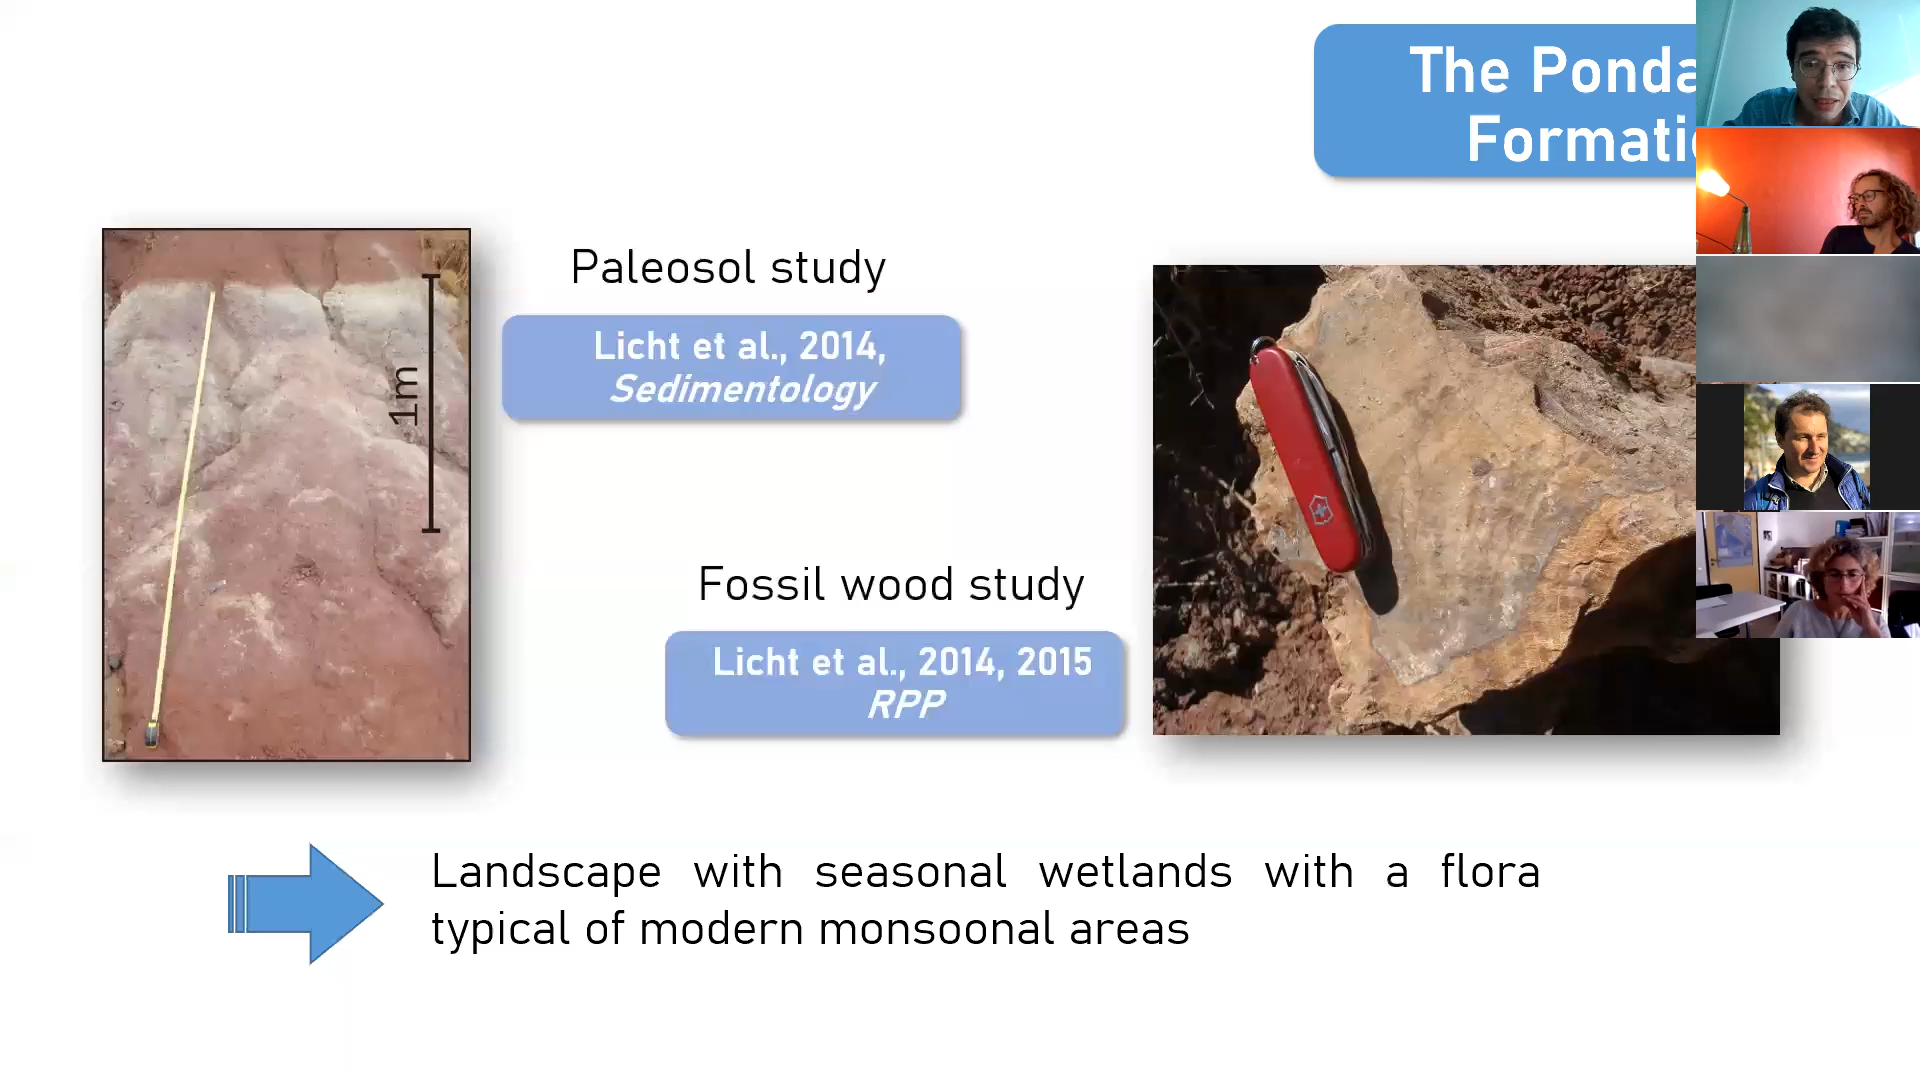 The Ponda
Formati
Paleosol study
Licht et al., 2014,
Sedimentology
1m
Fossil wood study
Licht et al., 2014, 2015
RPP
Landscape with seasonal wetlands with a flora
typical of modern monsoonal areas